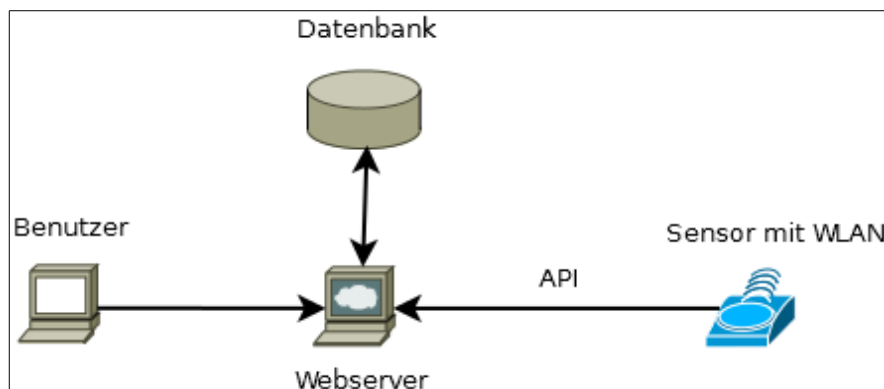 Datenbank
Benutzer
Sensor mit WLAN
API
Webserver